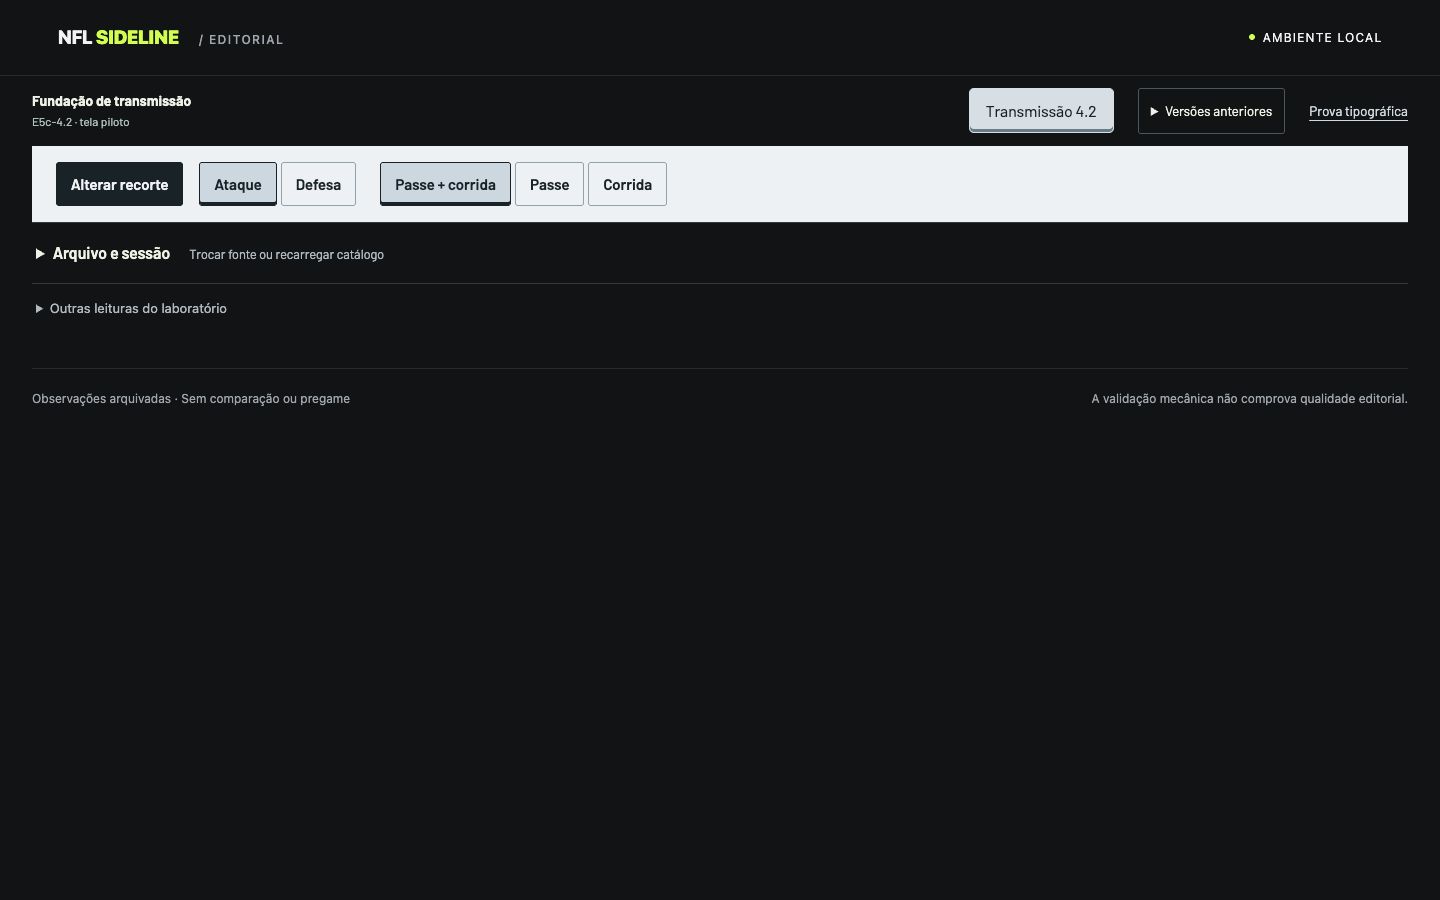 NFL SIDELINE / EDITORIAL
AMBIENTE LOCAL
Fundação de transmissão
E5c-4.2 · tela piloto
Transmissão 4.2
Versões anteriores
Prova tipográfica
Alterar recorte
Ataque
Defesa
Passe + corrida
Passe
Corrida
Arquivo e sessão
Trocar fonte ou recarregar catálogo
Outras leituras do laboratório
Observações arquivadas · Sem comparação ou pregame
A validação mecânica não comprova qualidade editorial.